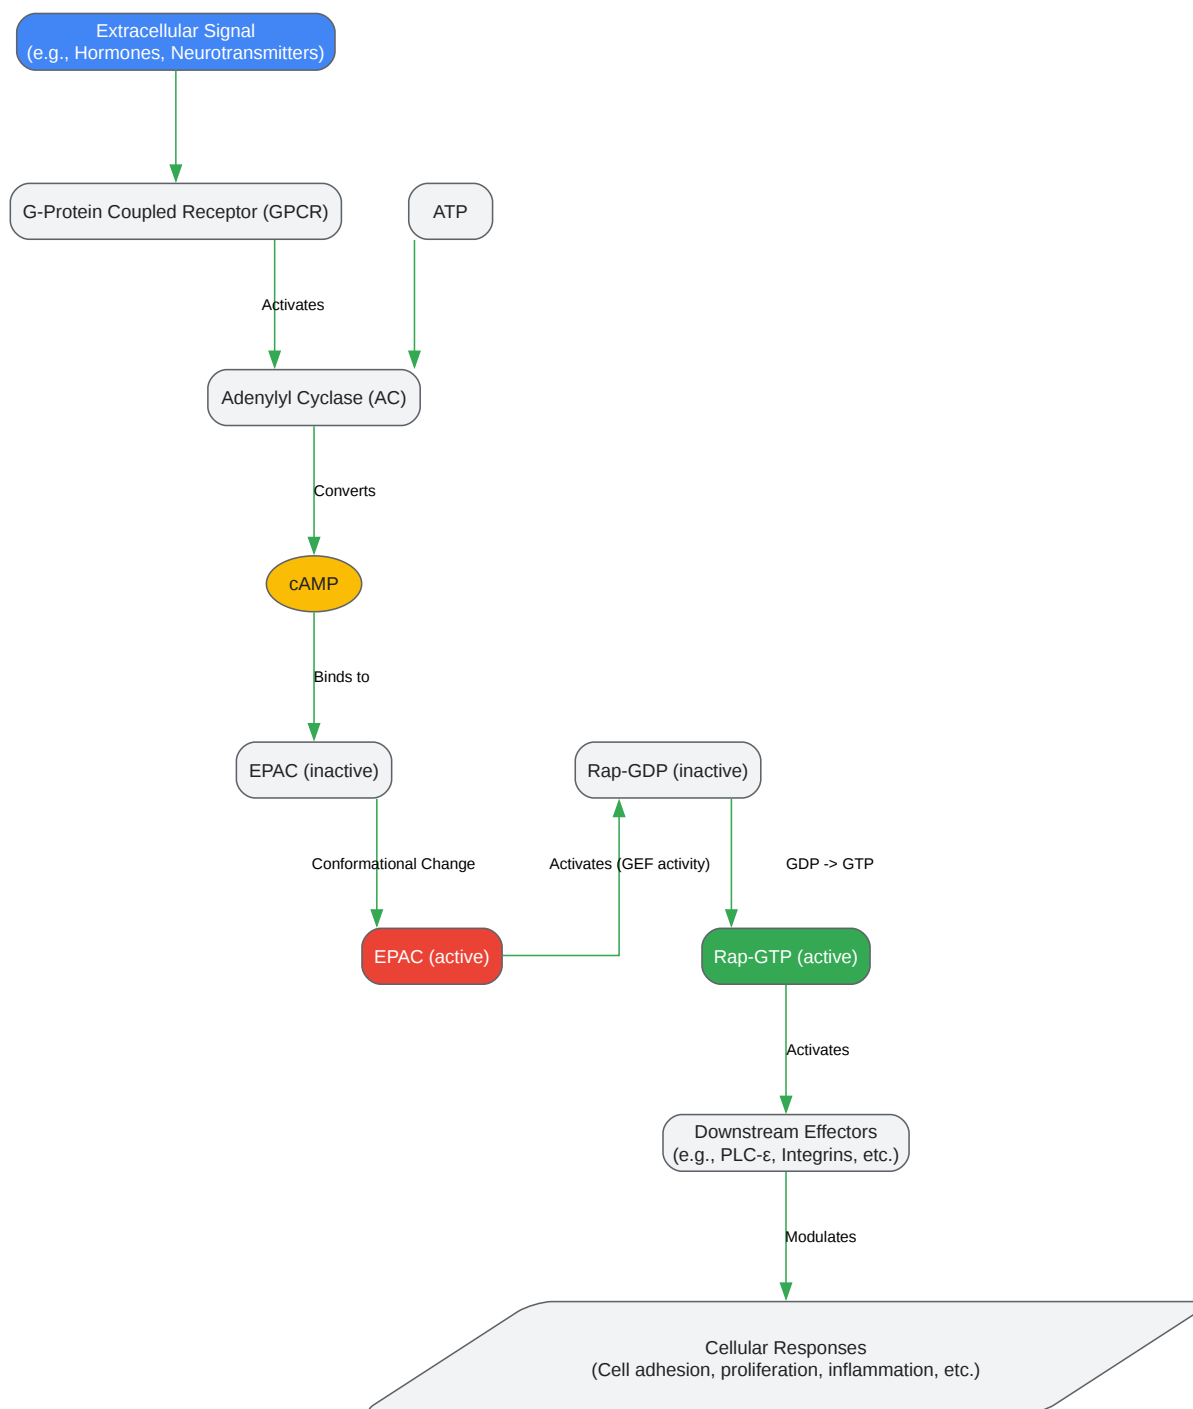 Extracellular Signal
(e.g., Hormones, Neurotransmitters)
G-Protein Coupled Receptor (GPCR)
ATP
Activates
Adenylyl Cyclase (AC)
Converts
cAMP
Binds to
EPAC (inactive)
Rap-GDP (inactive)
Conformational Change
Activates (GEF activity)
GDP -> GTP
EPAC (active)
Rap-GTP (active)
Activates
Downstream Effectors
(e.g., PLC-ε, Integrins, etc.)
Modulates
Cellular Responses
(Cell adhesion, proliferation, inflammation, etc.)